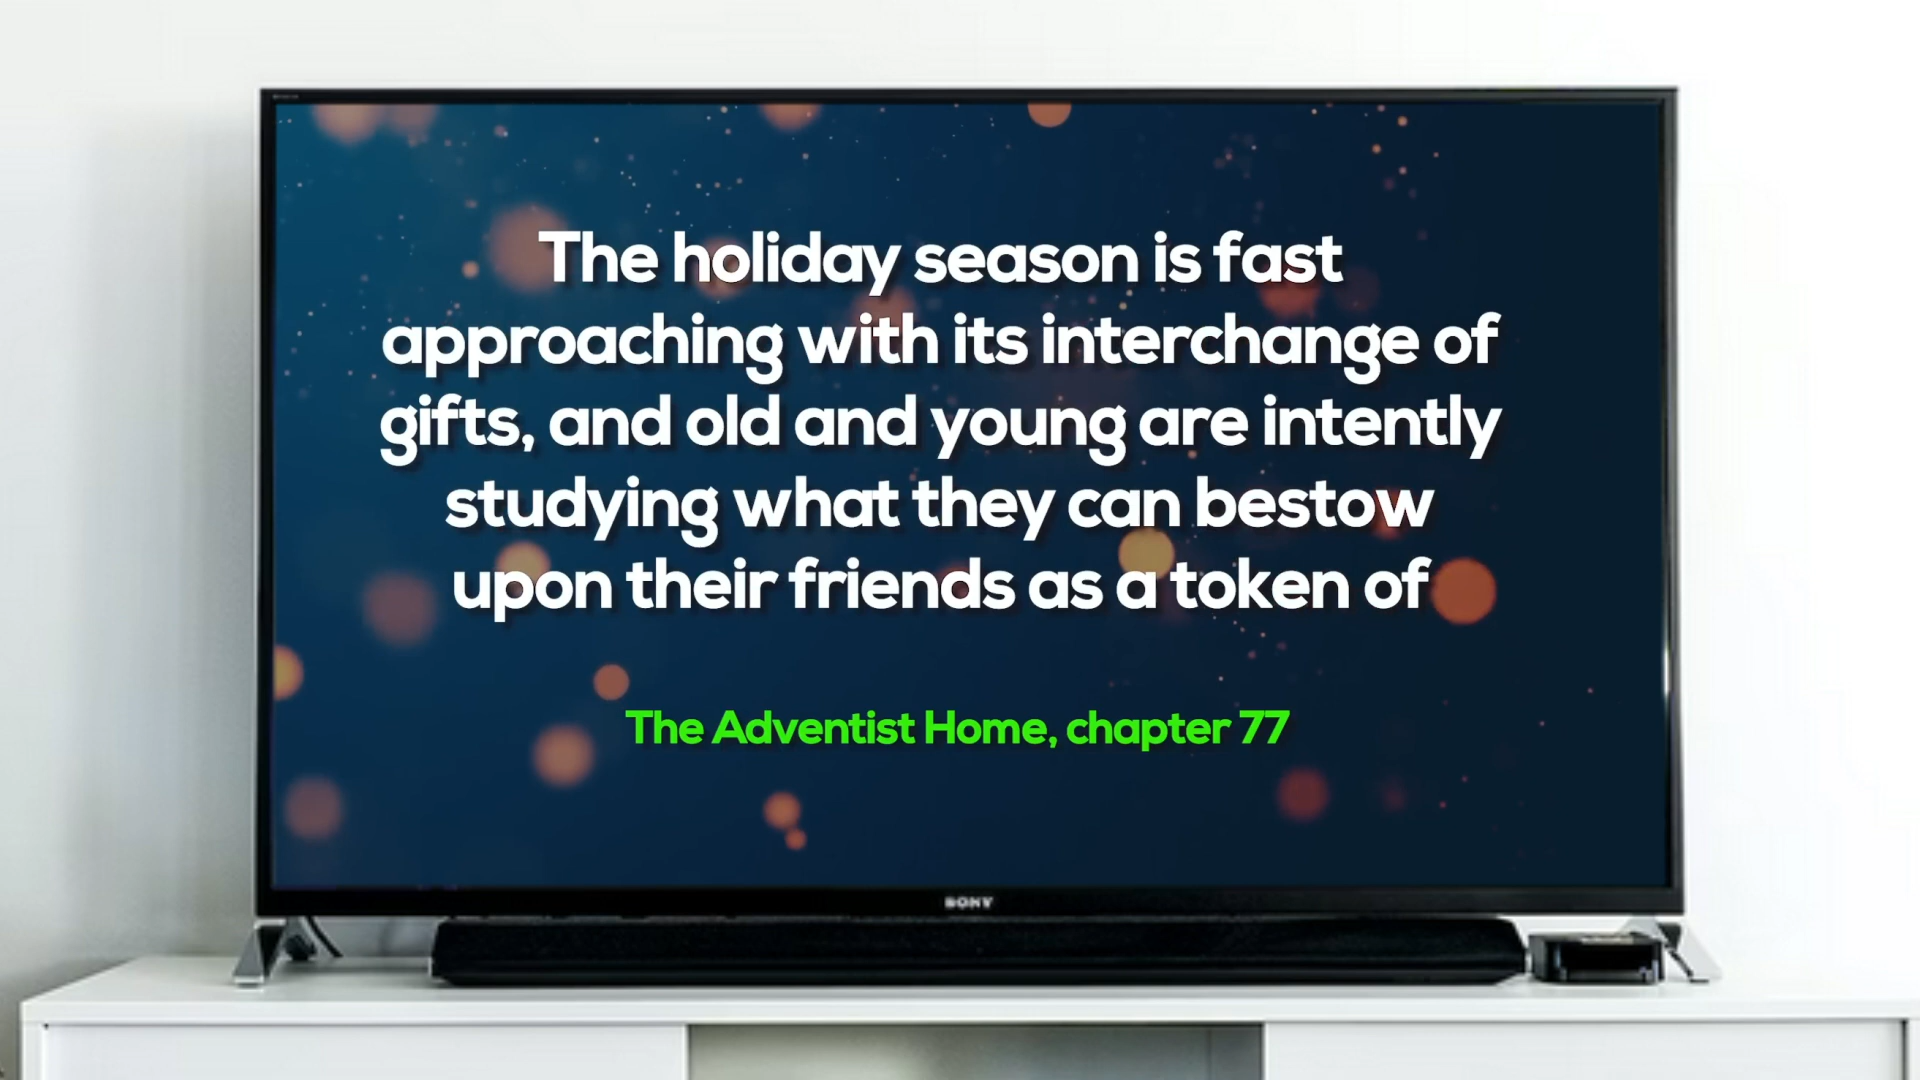 The holiday season is fast
approaching with its interchange of
gifts, and old and young are intently
studying what they can bestow
upon their friends as a token of
The Adventist Home, chapter 77
SONY